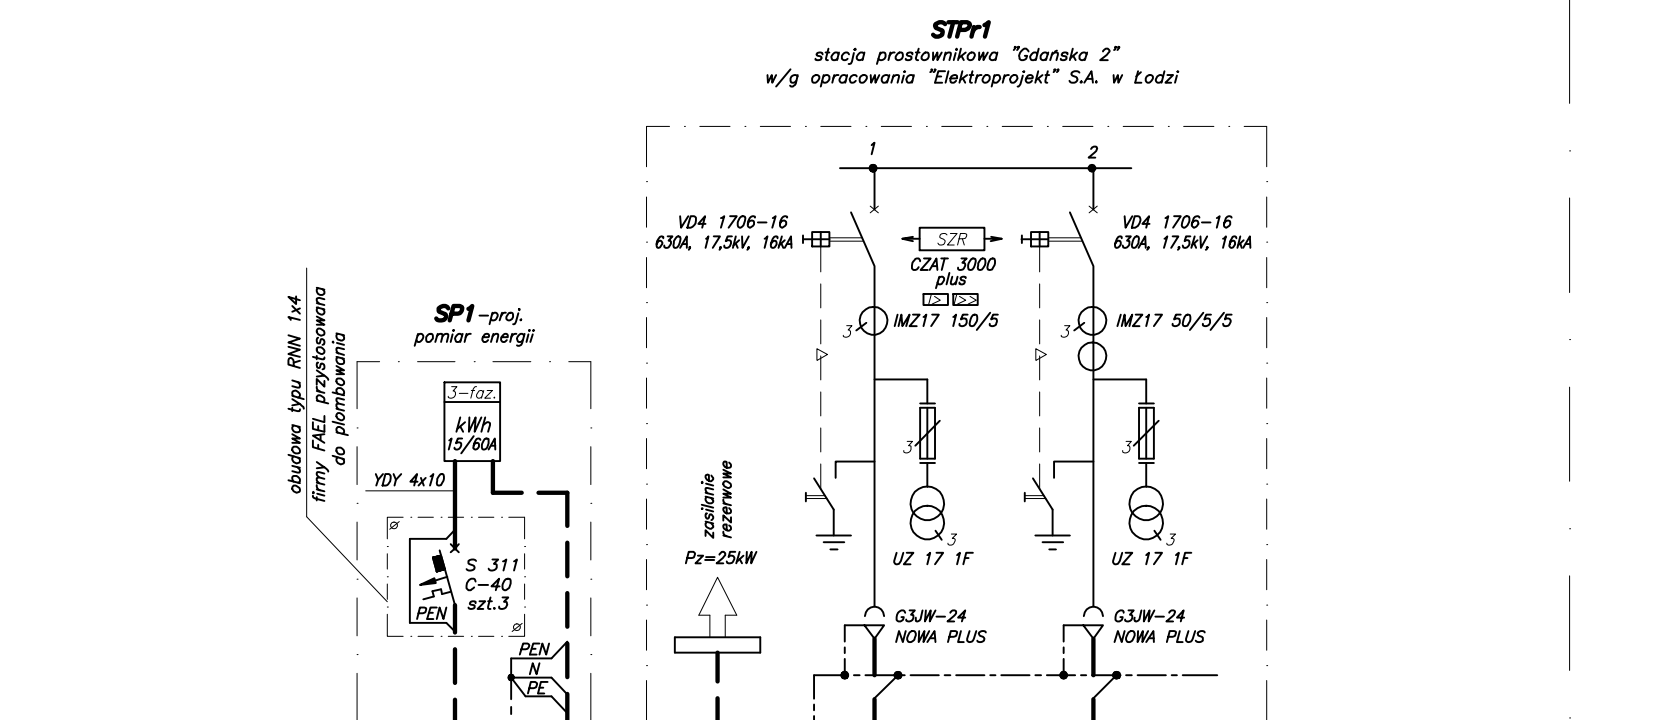 STPr1
stacja prostownikowa "Gdańska 2"
w/g opracowania "Elektroprojekt" S.A. w Łodzi
1
2
VD4 1706-16
630A, 17,5kV, 16kA
SZR
CZAT 3000
plus
VD4 1706-16
630A, 17,5kV, 16kA
3
IMZ17 150/5
3
IMZ17 50/5/5
3
3
3
UZ 17 1F
3
UZ 17 1F
G3JW-24
NOWA PLUS
G3JW-24
NOWA PLUS
obudowa typu RNN 1x4
firmy FAEL przystosowana
do plombowania
SP1 -proj.
pomiar energii
3-faz.
kWh
15/60A
YDY 4x10
S 311
C-40
szt.3
PEN
PEN
N
PE
zasilanie
rezerwowe
Pz=25kW